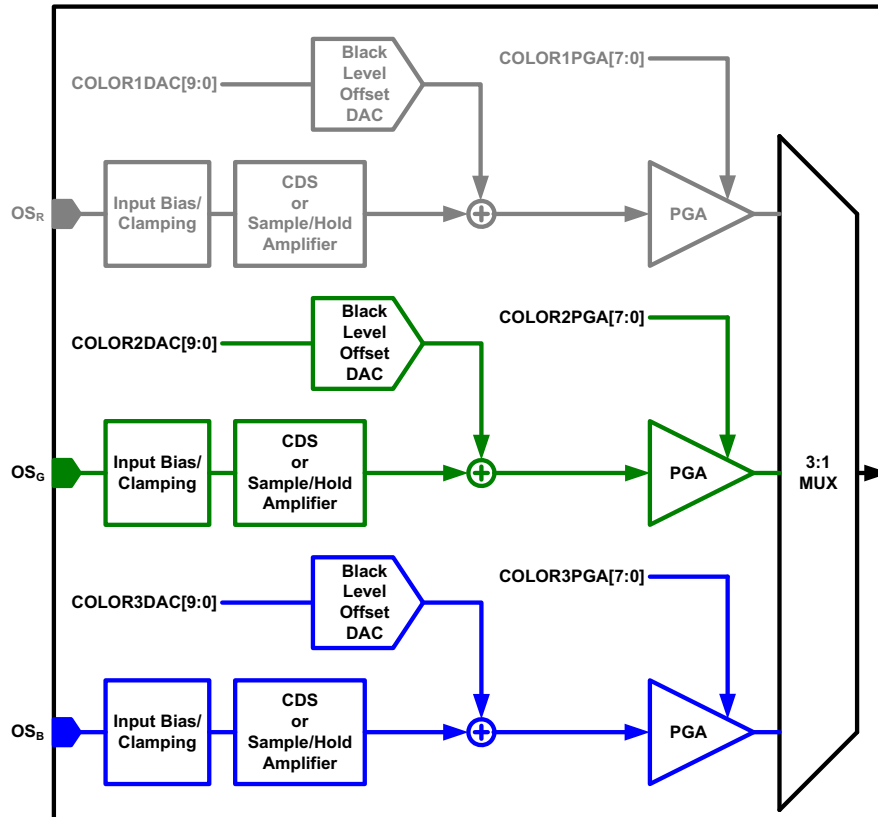 COLOR1DAC[9:0]
Black
Level
Offset
DAC
COLOR1PGA[7:0]
OSR
Input Bias/
Clamping
CDS
or
Sample/Hold
Amplifier
PGA
COLOR2DAC[9:0]
Black
Level
Offset
DAC
COLOR2PGA[7:0]
OSG
Input Bias/
Clamping
CDS
or
Sample/Hold
Amplifier
PGA
3:1
MUX
COLOR3DAC[9:0]
Black
Level
Offset
DAC
COLOR3PGA[7:0]
OSB
Input Bias/
Clamping
CDS
or
Sample/Hold
Amplifier
PGA